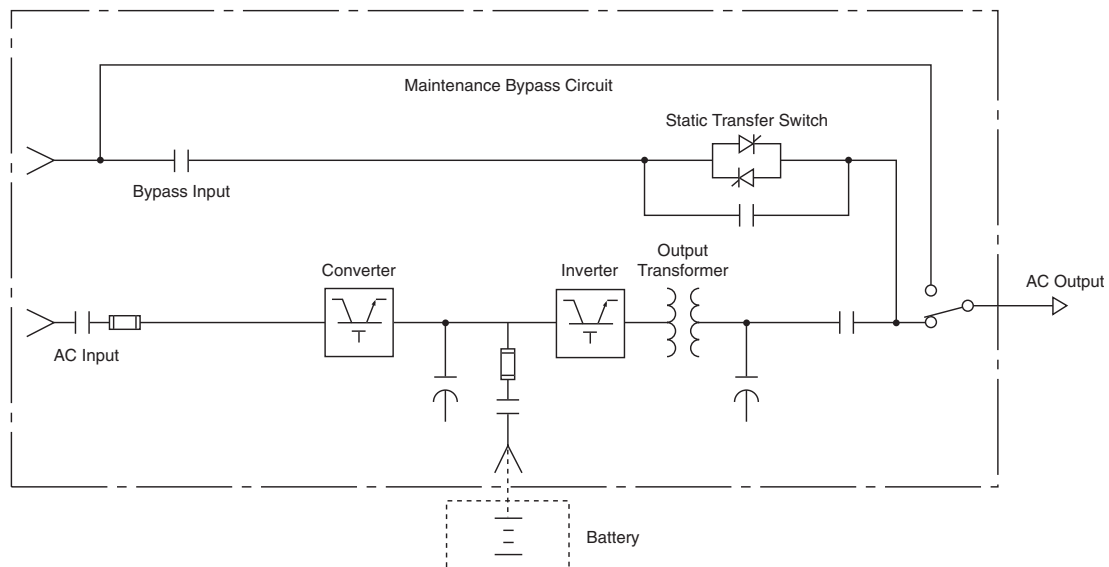 Maintenance Bypass Circuit
Static Transfer Switch
Bypass Input
Converter
Inverter
Output
Transformer
AC Output
AC Input
Battery